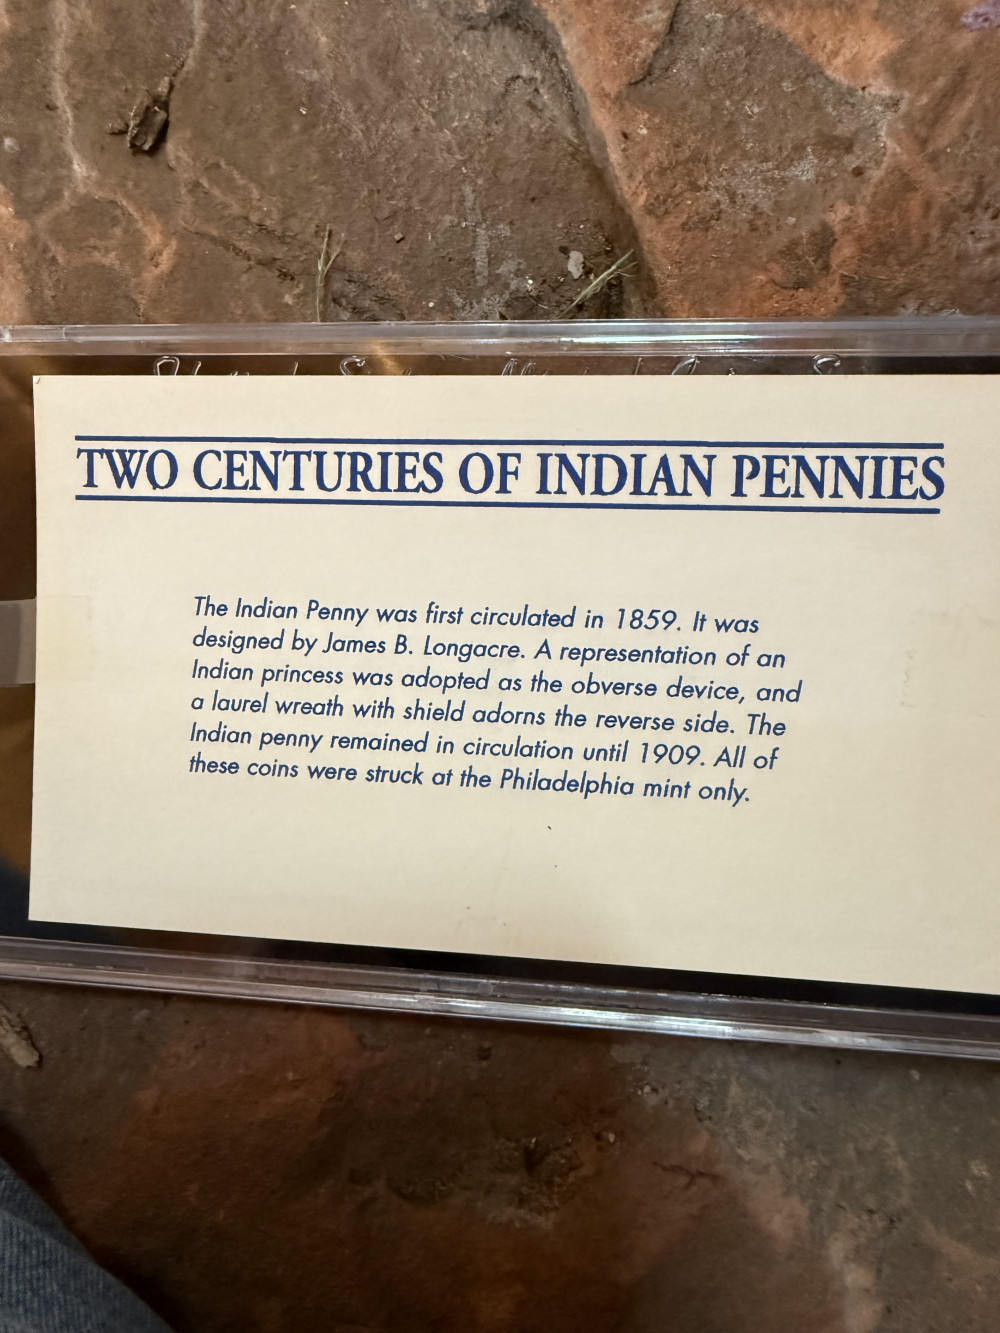 TWO CENTURIES OF INDIAN PENNIES
The Indian Penny was first circulated in 1859. It was
designed by James B. Longacre. A representation of an
Indian princess was adopted as the obverse device, and
a laurel wreath with shield adorns the reverse side. The
Indian penny remained in circulation until 1909. All of
these coins were struck at the Philadelphia mint only.